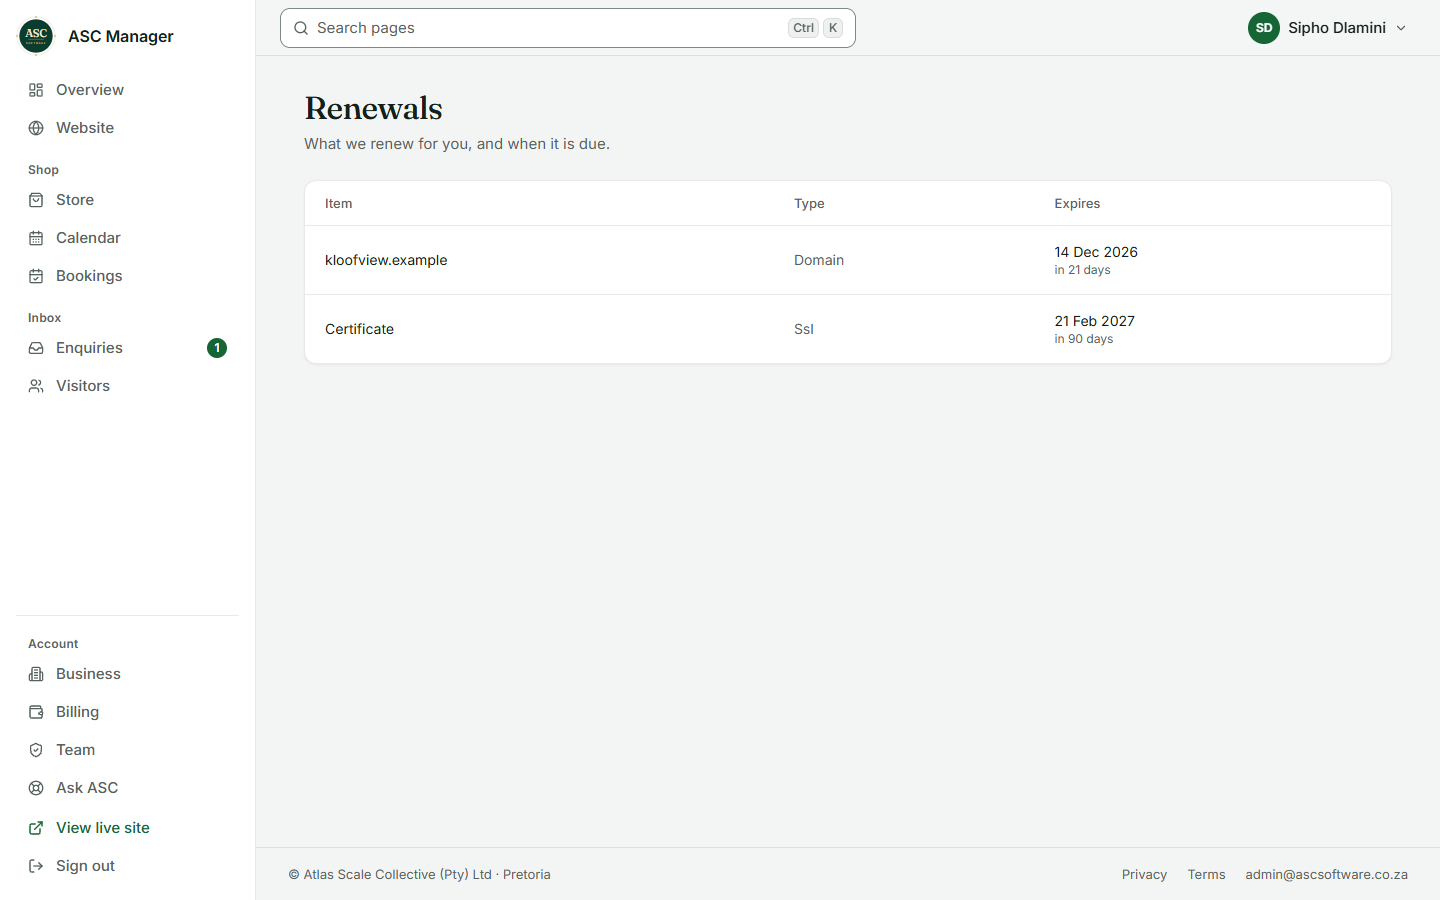 ASC
ASC Manager
Search pages
Ctrl K
SD
Sipho Dlamini
Overview
Website
Shop
Store
Calendar
Bookings
Inbox
Enquiries 1
Visitors
Account
Business
Billing
Team
Ask ASC
View live site
Sign out
Renewals
What we renew for you, and when it is due.
Item Type Expires
kloofview.example Domain 14 Dec 2026
in 21 days
Certificate Ssl 21 Feb 2027
in 90 days
© Atlas Scale Collective (Pty) Ltd · Pretoria
Privacy Terms admin@ascsoftware.co.za